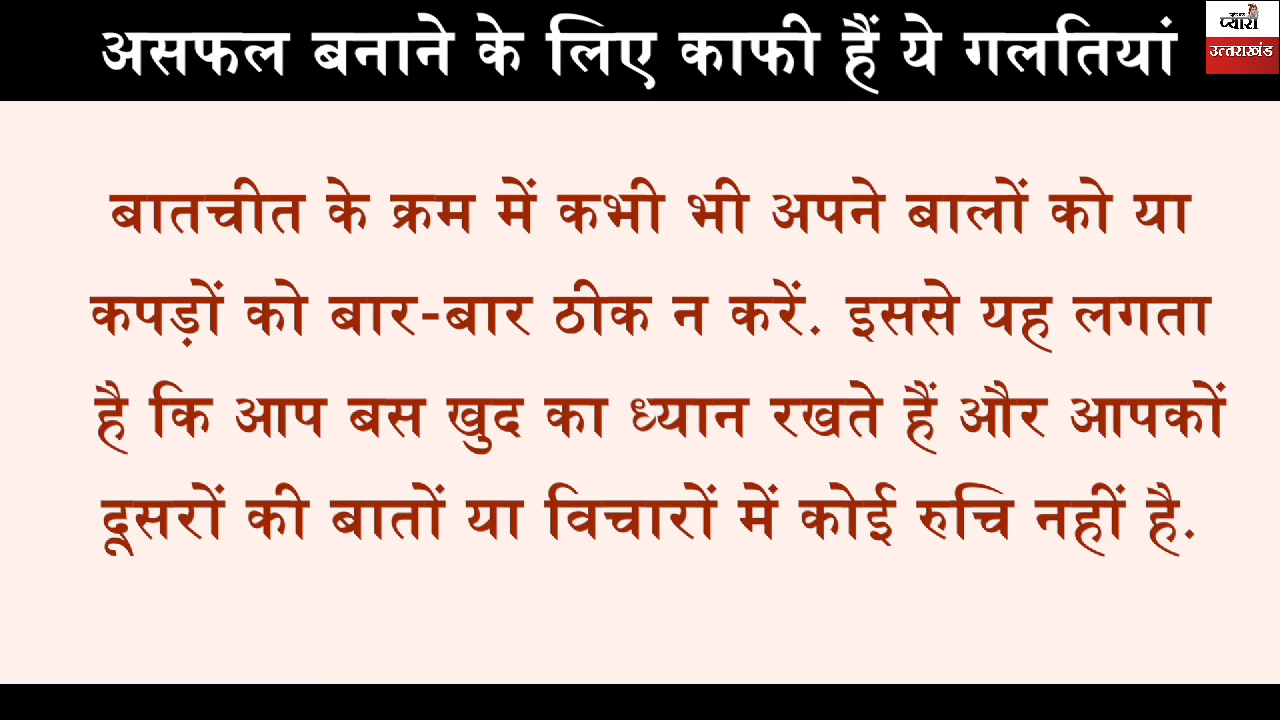 असफल बनाने के लिए काफी हैं ये गलतियां
प्यारा
उत्तराखंड
बातचीत के क्रम में कभी भी अपने बालों को या
कपड़ों को बार-बार ठीक न करें. इससे यह लगता
है कि आप बस खुद का ध्यान रखते हैं और आपकों
दूसरों की बातों या विचारों में कोई रुचि नहीं है.